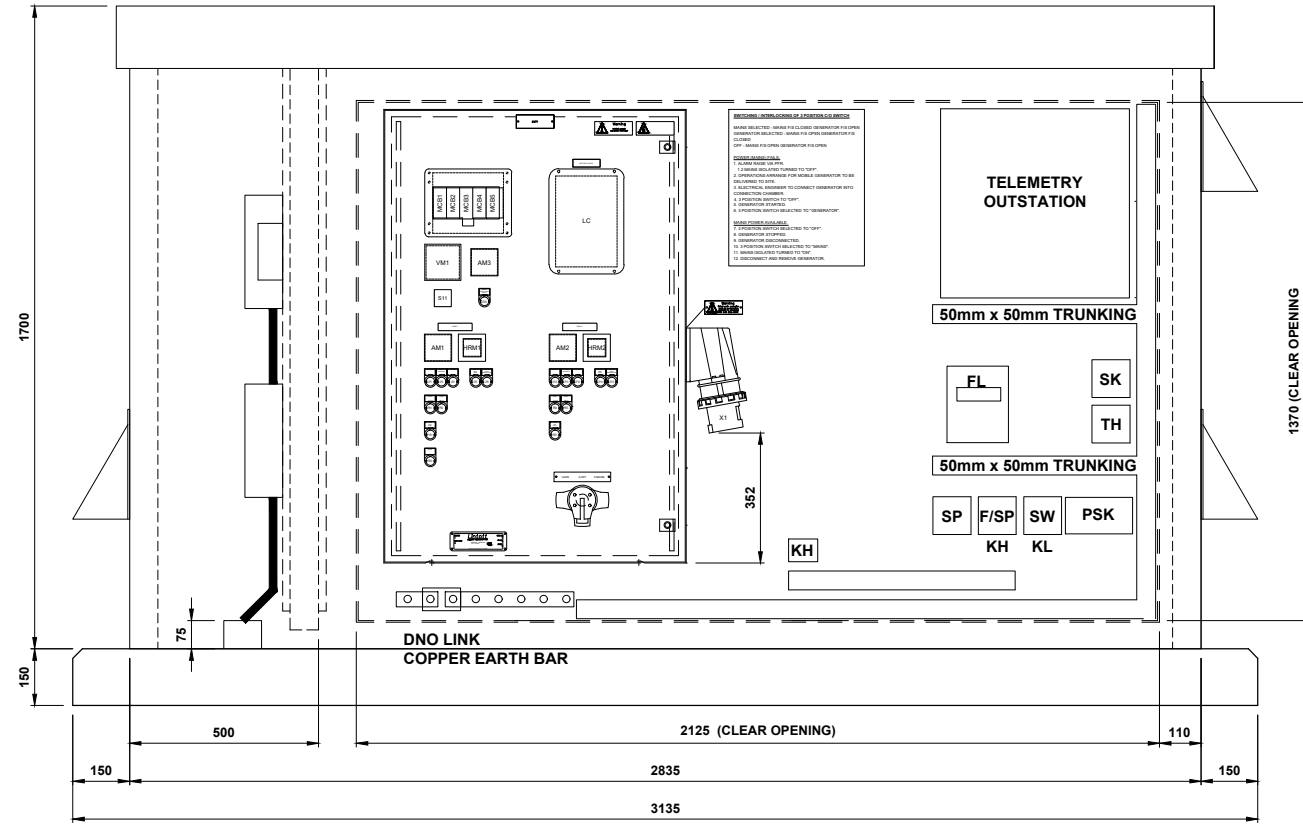 SWITCHING / INTERLOCKING OF 3 POSITION C/O SWITCH
MAINS SELECTED - MAINS F/S CLOSED GENERATOR F/S OPEN
GENERATOR SELECTED - MAINS F/S OPEN GENERATOR F/S
CLOSED
OFF - MAINS F/S OPEN GENERATOR F/S OPEN
POWER (MAINS) FAILS.
1. ALARM RAISE VIA PFR.
1.2 MAINS ISOLATED TURNED TO "OFF".
2. OPERATIONS ARRANGE FOR MOBILE GENERATOR TO BE
DELIVERED TO SITE.
3. ELECTRICAL ENGINEER TO CONNECT GENERATOR INTO
CONNECTION CHAMBER.
4. 3 POSITION SWITCH TO "OFF".
5. GENERATOR STARTED.
6. 3 POSITION SWITCH SELECTED TO "GENERATOR".
MAINS POWER AVAILABLE.
7. 3 POSITION SWITCH SELECTED TO "OFF".
8. GENERATOR STOPPED.
9. GENERATOR DISCONNECTED.
10. 3 POSITION SWITCH SELECTED TO "MAINS".
11. MAINS ISOLATED TURNED TO "ON".
12. DISCONNECT AND REMOVE GENERATOR.
Warning
MCB1
MCB2
MCB3
MCB4
MCB5
LC
VM1
AM3
S11
AM1
HRM1
AM2
HRM2
Warning
X1
TELEMETRY
OUTSTATION
50mm x 50mm TRUNKING
FL
SK
TH
50mm x 50mm TRUNKING
SP
F/SP
SW
PSK
KH
KL
KH
Lintott
DNO LINK
COPPER EARTH BAR
1700
150
75
352
1370 (CLEAR OPENING)
500
2125 (CLEAR OPENING)
110
150
2835
150
3135